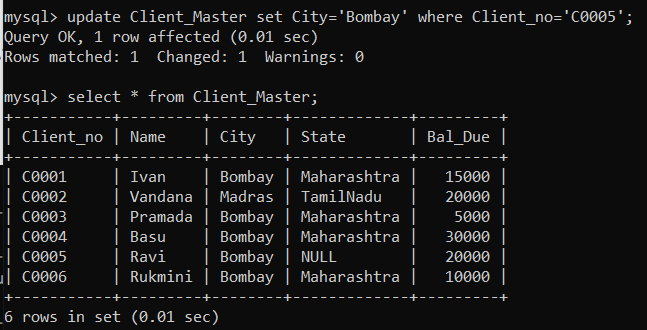 mysql> update Client_Master set City='Bombay' where Client_no='C0005';
Query OK, 1 row affected (0.01 sec)
Rows matched: 1  Changed: 1  Warnings: 0

mysql> select * from Client_Master;
+-----------+---------+--------+-------------+---------+
| Client_no | Name    | City   | State       | Bal_Due |
+-----------+---------+--------+-------------+---------+
| C0001     | Ivan    | Bombay | Maharashtra |   15000 |
| C0002     | Vandana | Madras | TamilNadu   |   20000 |
| C0003     | Pramada | Bombay | Maharashtra |    5000 |
| C0004     | Basu    | Bombay | Maharashtra |   30000 |
| C0005     | Ravi    | Bombay | NULL        |   20000 |
| C0006     | Rukmini | Bombay | Maharashtra |   10000 |
+-----------+---------+--------+-------------+---------+
6 rows in set (0.01 sec)